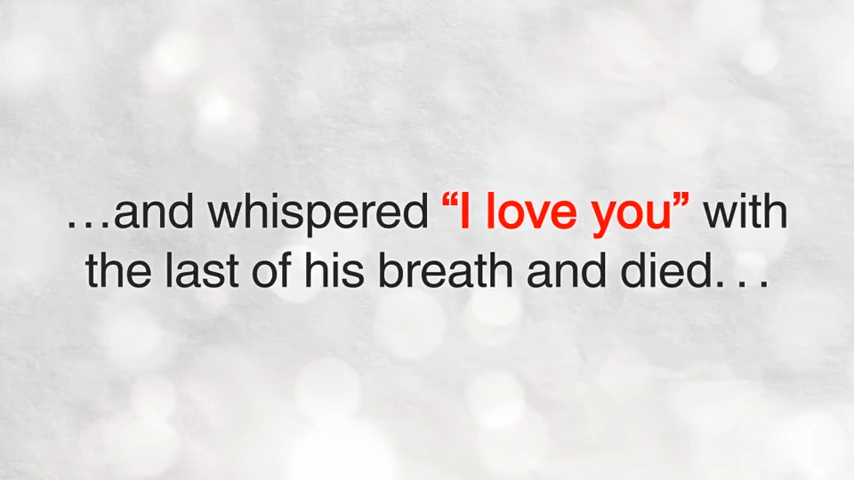 …and whispered “I love you” with
the last of his breath and died. . .